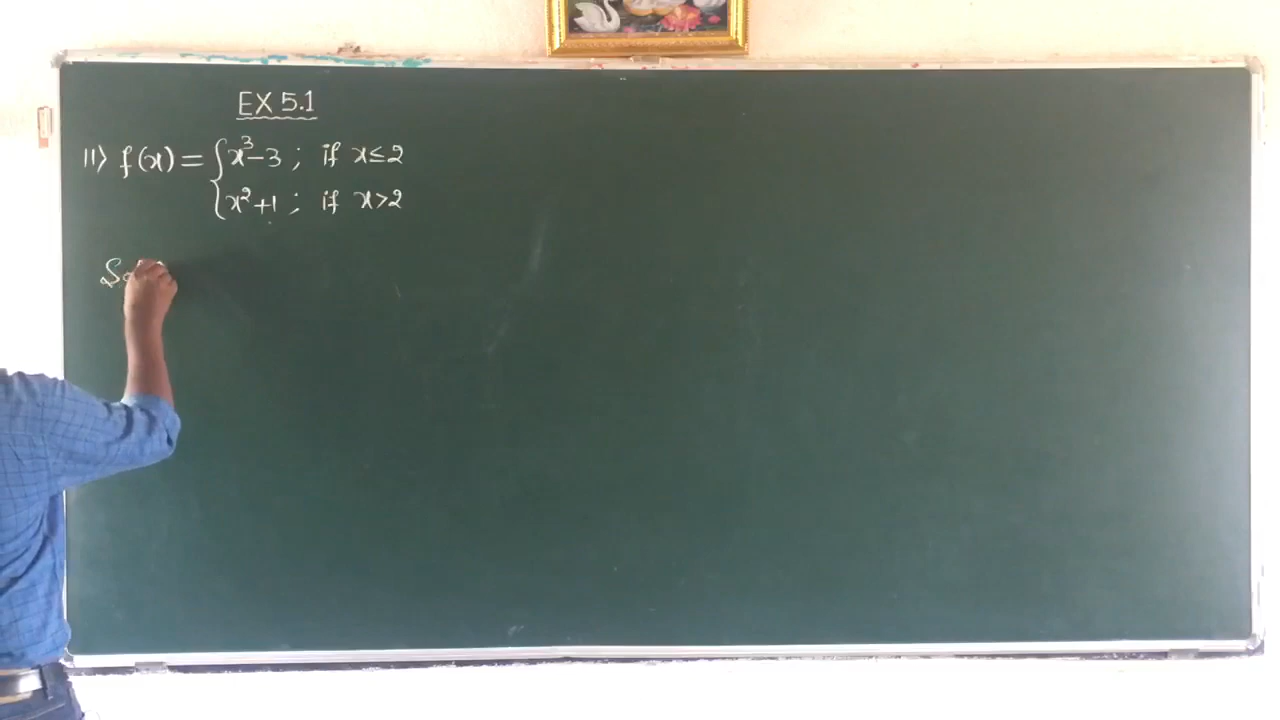 EX 5.1
11) f(x) = { x³-3 ; if x≤2
x²+1 ; if x>2